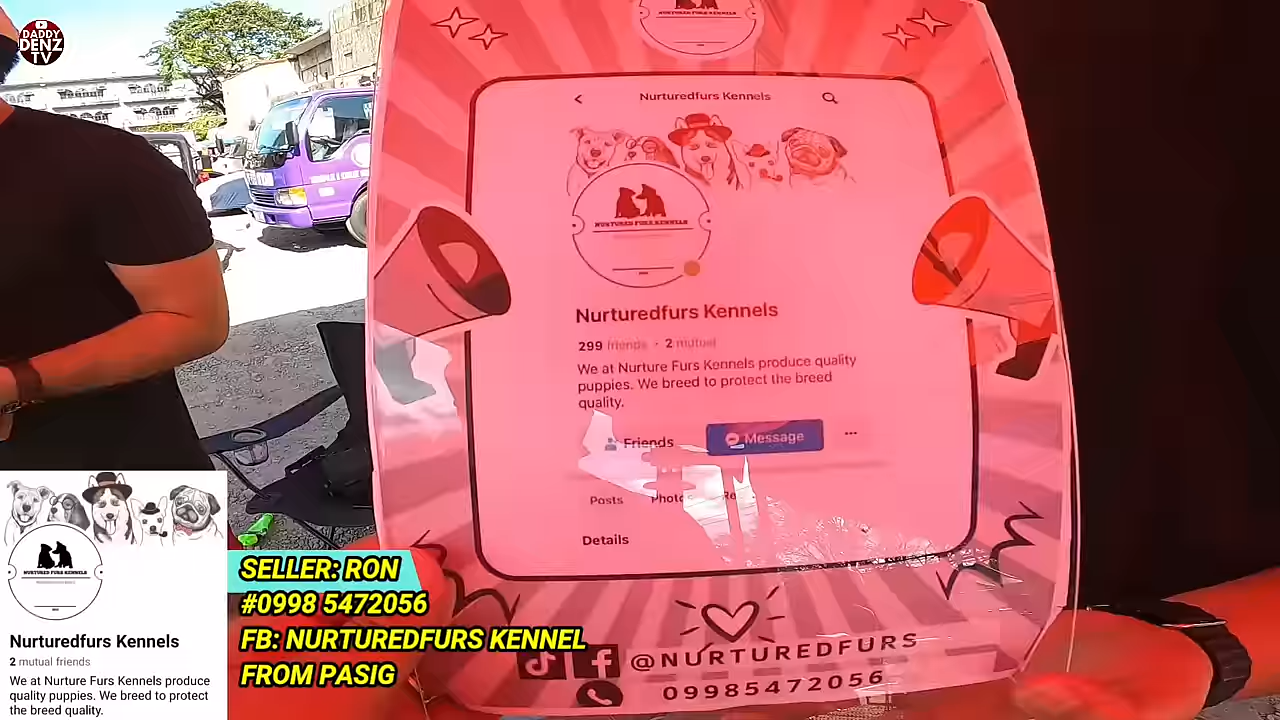 DADDY
DENZ
TV
NURTURED FURS KENNELS
Nurturedfurs Kennels
NURTURED FURS KENNELS
Nurturedfurs Kennels
299 friends · 2 mutual
We at Nurture Furs Kennels produce quality
puppies. We breed to protect the breed
quality.
Friends
Message
Posts
Details
@NURTUREDFURS
09985472056
NURTURED FURS KENNELS
Nurturedfurs Kennels
2 mutual friends
We at Nurture Furs Kennels produce
quality puppies. We breed to protect
the breed quality.
SELLER: RON
#0998 5472056
FB: NURTUREDFURS KENNEL
FROM PASIG